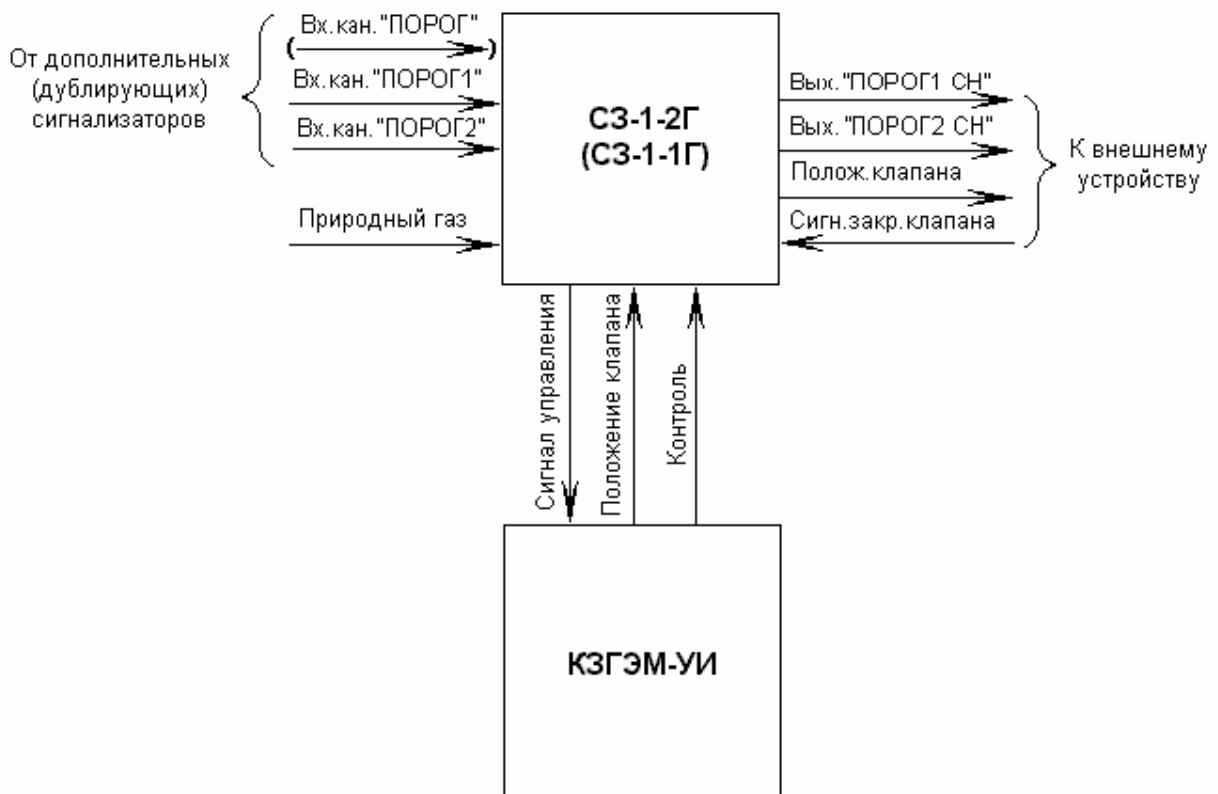 От дополнительных
(дублирующих)
сигнализаторов
(Вх.кан."ПОРОГ")
Вх.кан."ПОРОГ1"
Вх.кан."ПОРОГ2"
Природный газ
СЗ-1-2Г
(СЗ-1-1Г)
Вых."ПОРОГ1 СН"
Вых."ПОРОГ2 СН"
Полож.клапана
Сигн.закр.клапана
К внешнему
устройству
Сигнал управления
Положение клапана
Контроль
КЗГЭМ-УИ